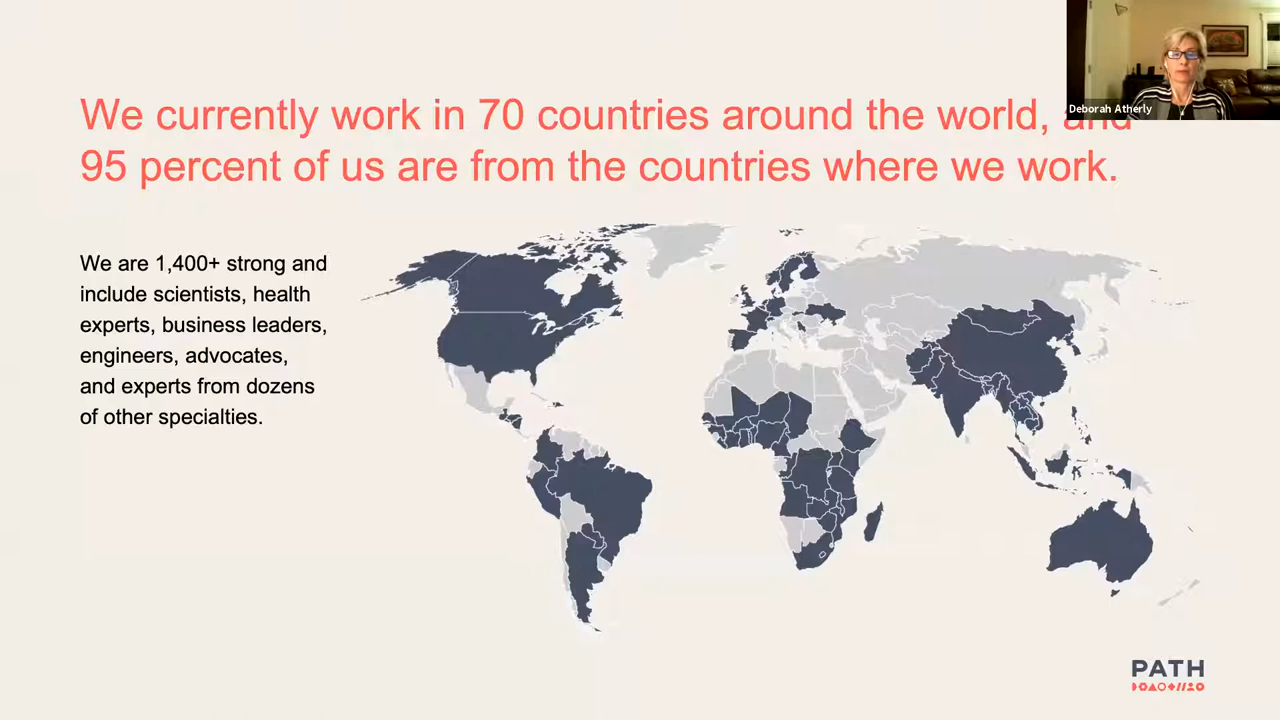 Deborah Atherly
We currently work in 70 countries around the world, and
95 percent of us are from the countries where we work.
We are 1,400+ strong and
include scientists, health
experts, business leaders,
engineers, advocates,
and experts from dozens
of other specialties.
PATH